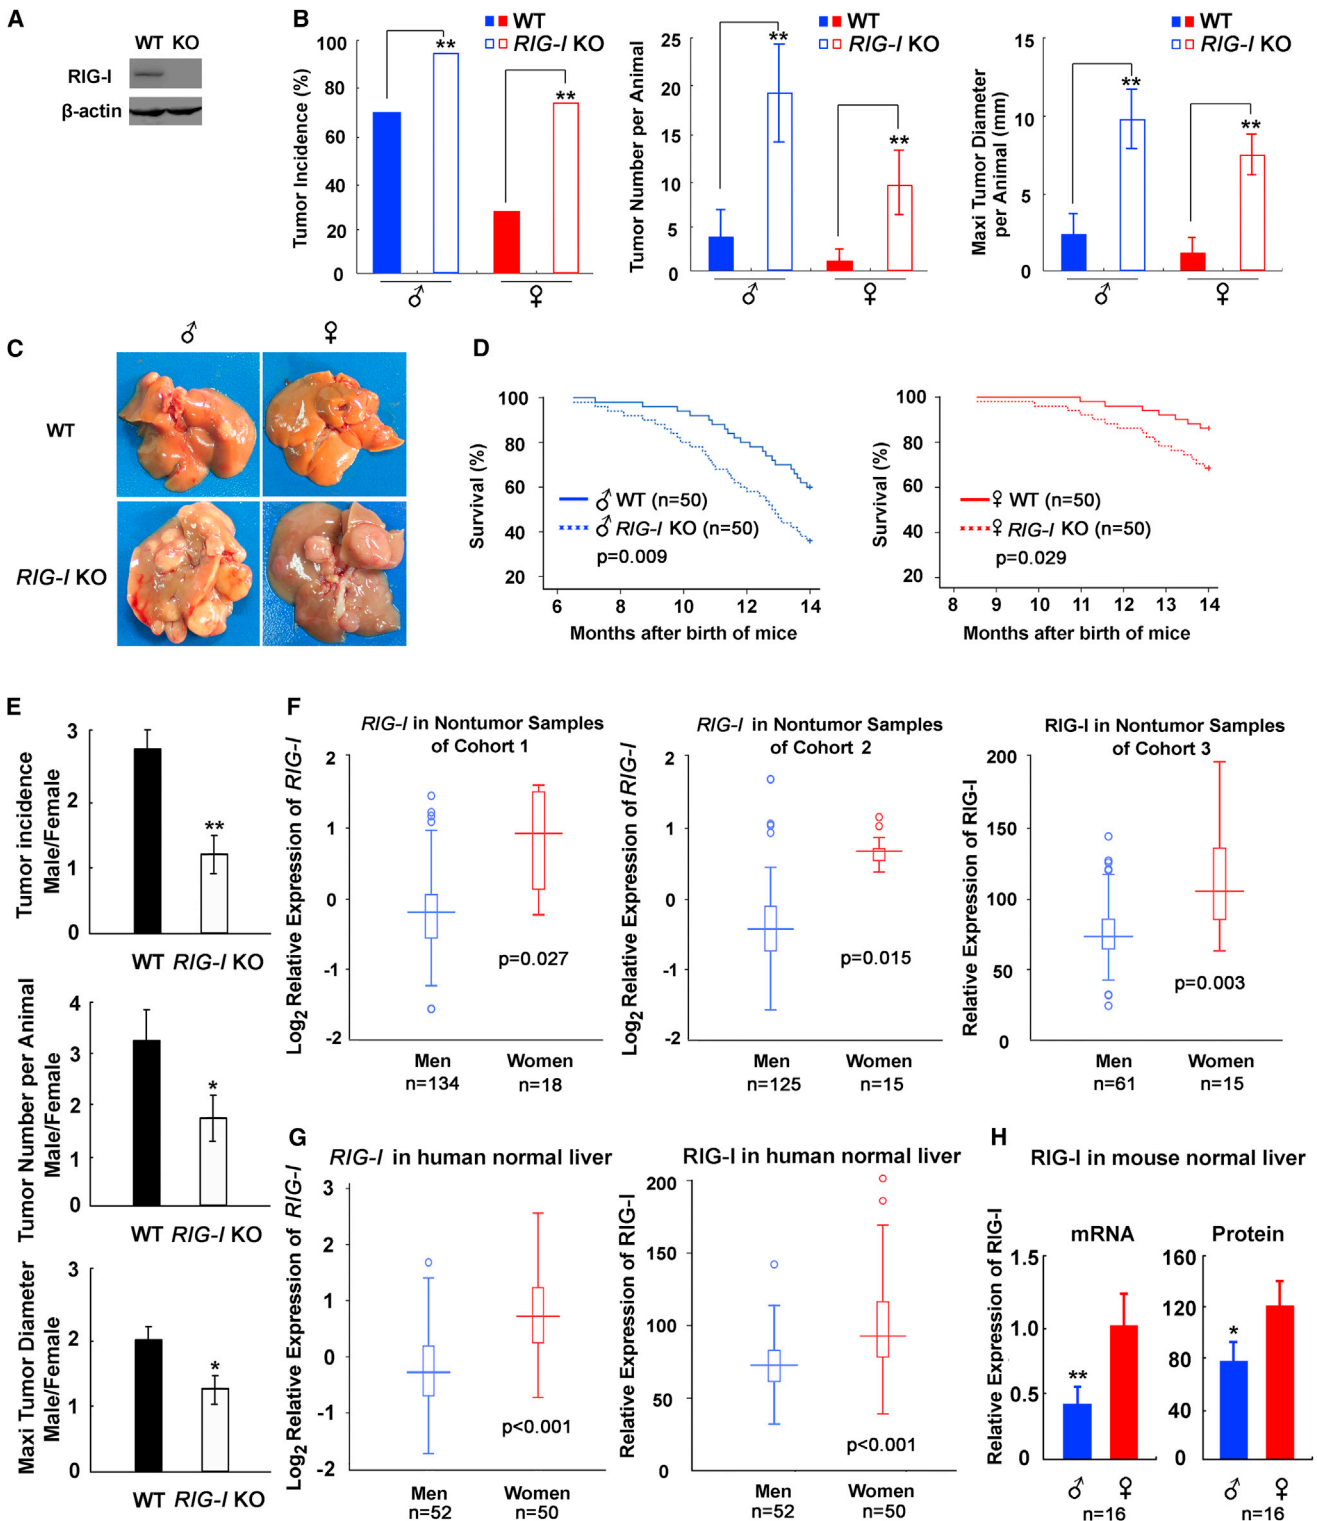 A
WT KO
RIG-I
β-actin
B
WT
RIG-I KO
Tumor Incidence (%)
100
80
60
40
20
0
**
**
♂
♀
WT
RIG-I KO
Tumor Number per Animal
25
20
15
10
5
0
**
**
♂
♀
WT
RIG-I KO
Maxi Tumor Diameter
per Animal (mm)
15
10
5
0
**
**
♂
♀
C
♂
♀
WT
RIG-I KO
D
Survival (%)
100
80
60
40
20
♂ WT (n=50)
♂ RIG-I KO (n=50)
p=0.009
6 8 10 12 14
Months after birth of mice
Survival (%)
100
80
60
40
20
♀ WT (n=50)
♀ RIG-I KO (n=50)
p=0.029
8 9 10 11 12 13 14
Months after birth of mice
E
Tumor incidence
Male/Female
3
2
1
0
**
WT RIG-I KO
Tumor Number per Animal
Male/Female
4
3
2
1
0
*
WT RIG-I KO
Maxi Tumor Diameter
Male/Female
3
2
1
0
*
WT RIG-I KO
F
RIG-I in Nontumor Samples
of Cohort 1
Log2 Relative Expression of RIG-I
2
1
0
-1
-2
p=0.027
Men Women
n=134 n=18
RIG-I in Nontumor Samples
of Cohort 2
Log2 Relative Expression of RIG-I
2
1
0
-1
-2
p=0.015
Men Women
n=125 n=15
RIG-I in Nontumor Samples
of Cohort 3
Relative Expression of RIG-I
200
150
100
50
0
p=0.003
Men Women
n=61 n=15
G
RIG-I in human normal liver
Log2 Relative Expression of RIG-I
3
2
1
0
-1
-2
p<0.001
Men Women
n=52 n=50
RIG-I in human normal liver
Relative Expression of RIG-I
200
150
100
50
0
p<0.001
Men Women
n=52 n=50
H
RIG-I in mouse normal liver
Relative Expression of RIG-I
mRNA
1.5
1.0
0.5
0
**
♂ ♀
n=16
Protein
160
120
80
40
0
*
♂ ♀
n=16